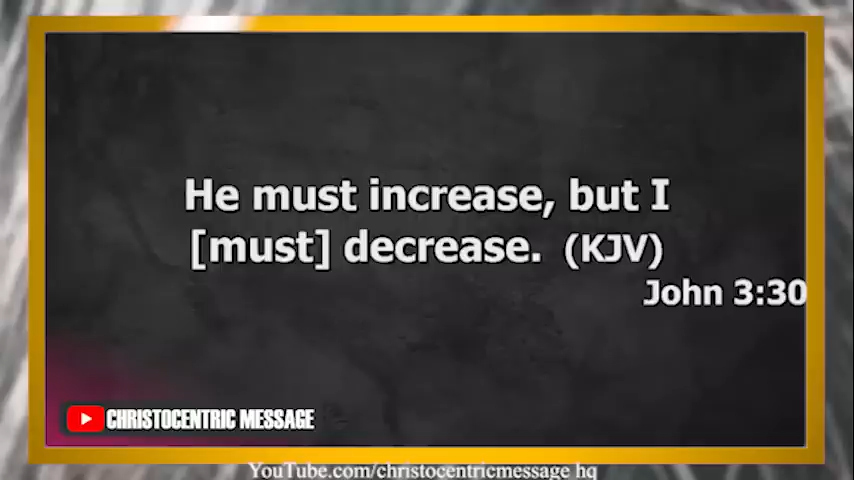 He must increase, but I
[must] decrease. (KJV)
John 3:30
CHRISTOCENTRIC MESSAGE
YouTube.com/christocentricmessage hq